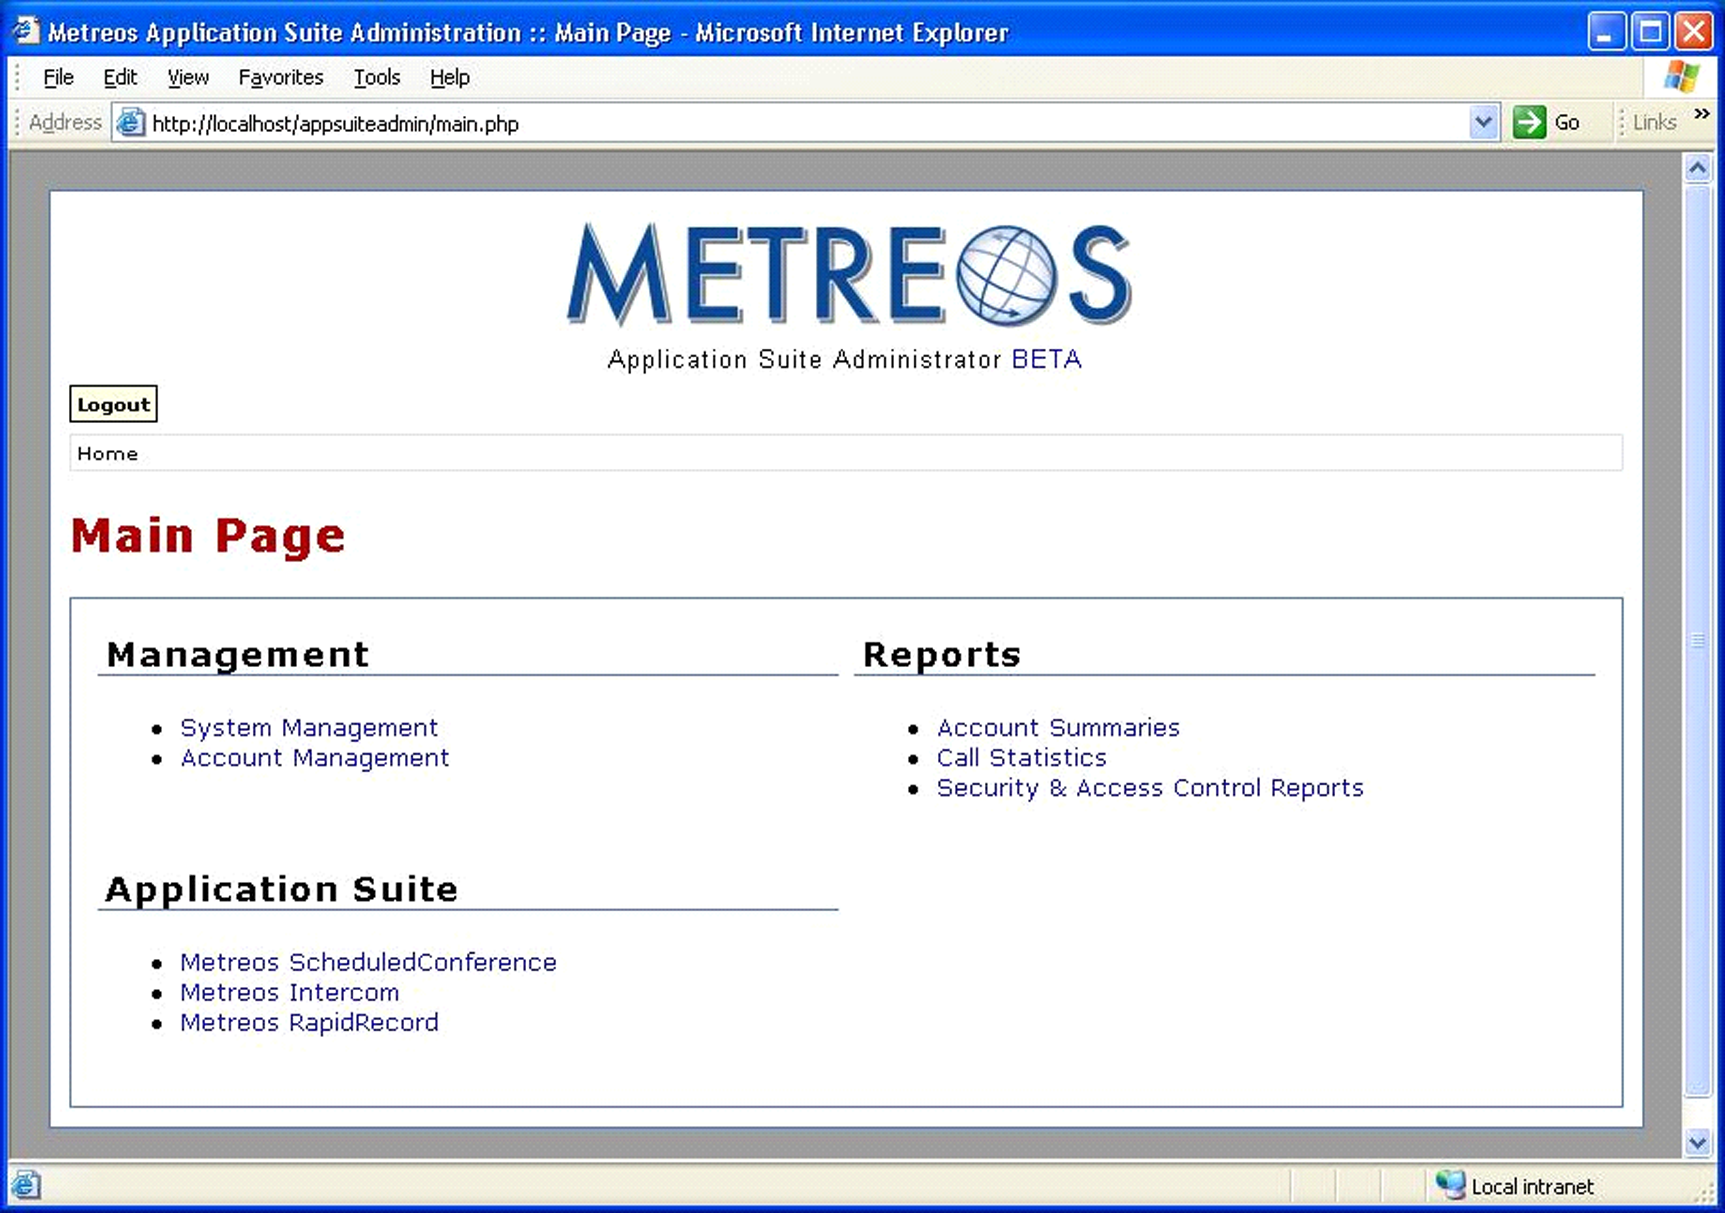 Metreos Application Suite Administration :: Main Page - Microsoft Internet Explorer
File Edit View Favorites Tools Help
Address http://localhost/appsuiteadmin/main.php Go Links »
METREOS
Application Suite Administrator BETA
Logout
Home
Main Page
Management
System Management
Account Management
Reports
Account Summaries
Call Statistics
Security & Access Control Reports
Application Suite
Metreos ScheduledConference
Metreos Intercom
Metreos RapidRecord
Local intranet